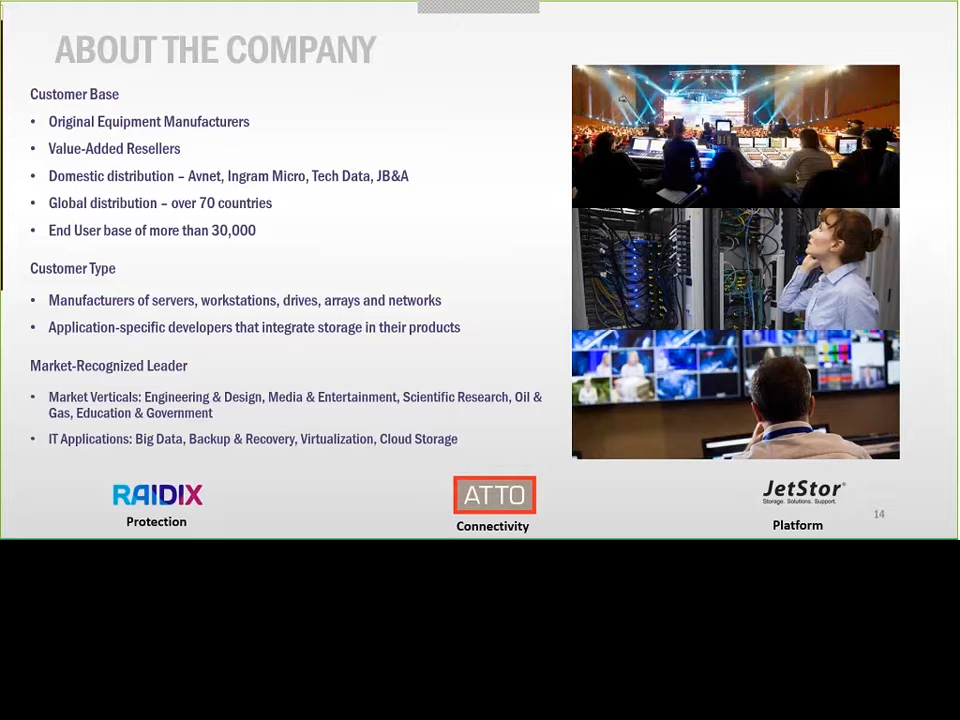 ABOUT THE COMPANY
Customer Base
• Original Equipment Manufacturers
• Value-Added Resellers
• Domestic distribution – Avnet, Ingram Micro, Tech Data, JB&A
• Global distribution – over 70 countries
• End User base of more than 30,000
Customer Type
• Manufacturers of servers, workstations, drives, arrays and networks
• Application-specific developers that integrate storage in their products
Market-Recognized Leader
• Market Verticals: Engineering & Design, Media & Entertainment, Scientific Research, Oil &
Gas, Education & Government
• IT Applications: Big Data, Backup & Recovery, Virtualization, Cloud Storage
RAIDIX
Protection
ATTO
Connectivity
JetStor®
Storage. Solutions. Support.
Platform
14